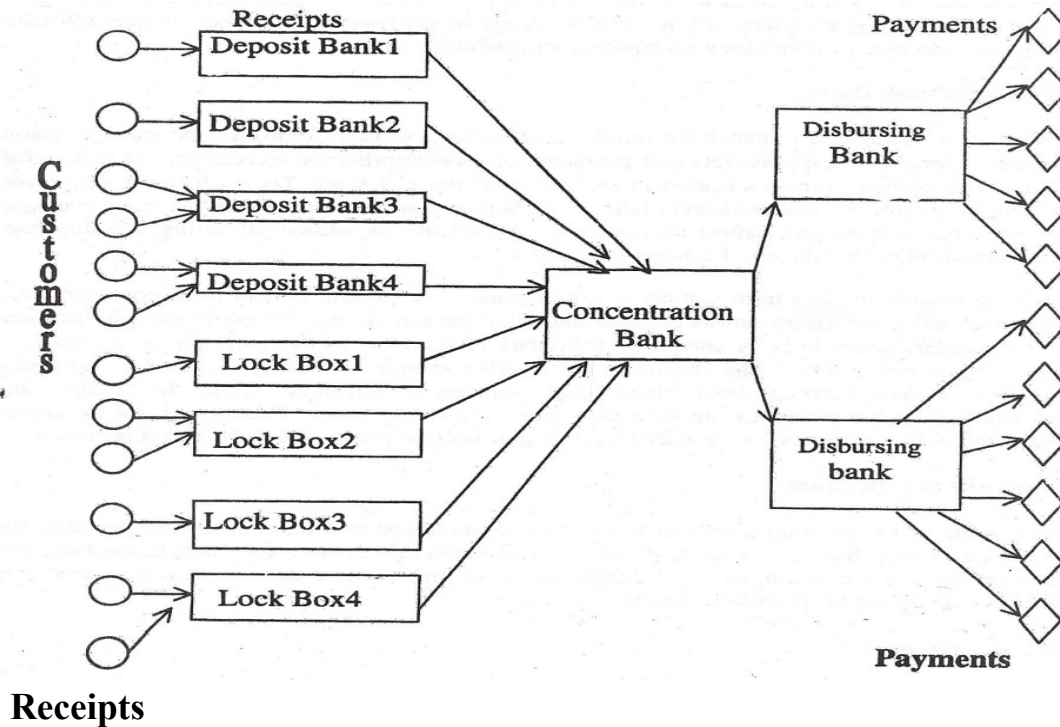 Receipts
Payments
Deposit Bank1
Deposit Bank2
Deposit Bank3
Deposit Bank4
Lock Box1
Lock Box2
Lock Box3
Lock Box4
Customers
Concentration
Bank
Disbursing
Bank
Disbursing
bank
Payments
Receipts